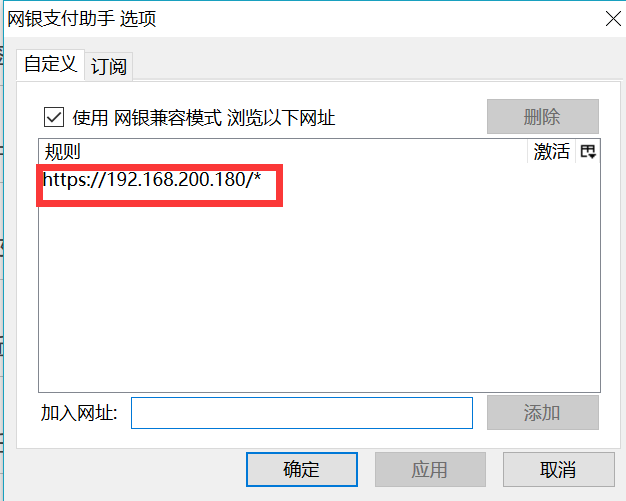 网银支付助手 选项
自定义 订阅
使用 网银兼容模式 浏览以下网址 删除
规则 激活
https://192.168.200.180/*
加入网址: 添加
确定 应用 取消